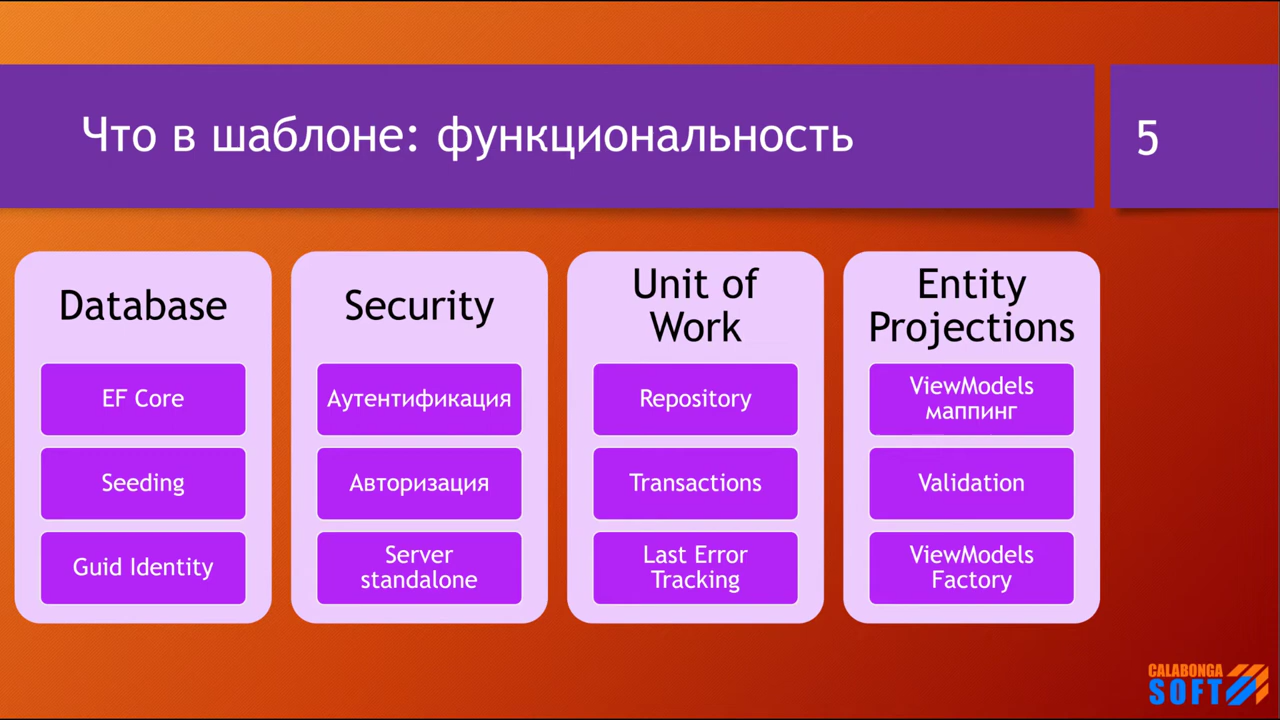 Что в шаблоне: функциональность
5
Database
EF Core
Seeding
Guid Identity
Security
Аутентификация
Авторизация
Server
standalone
Unit of
Work
Repository
Transactions
Last Error
Tracking
Entity
Projections
ViewModels
маппинг
Validation
ViewModels
Factory
CALABONGA
SOFT